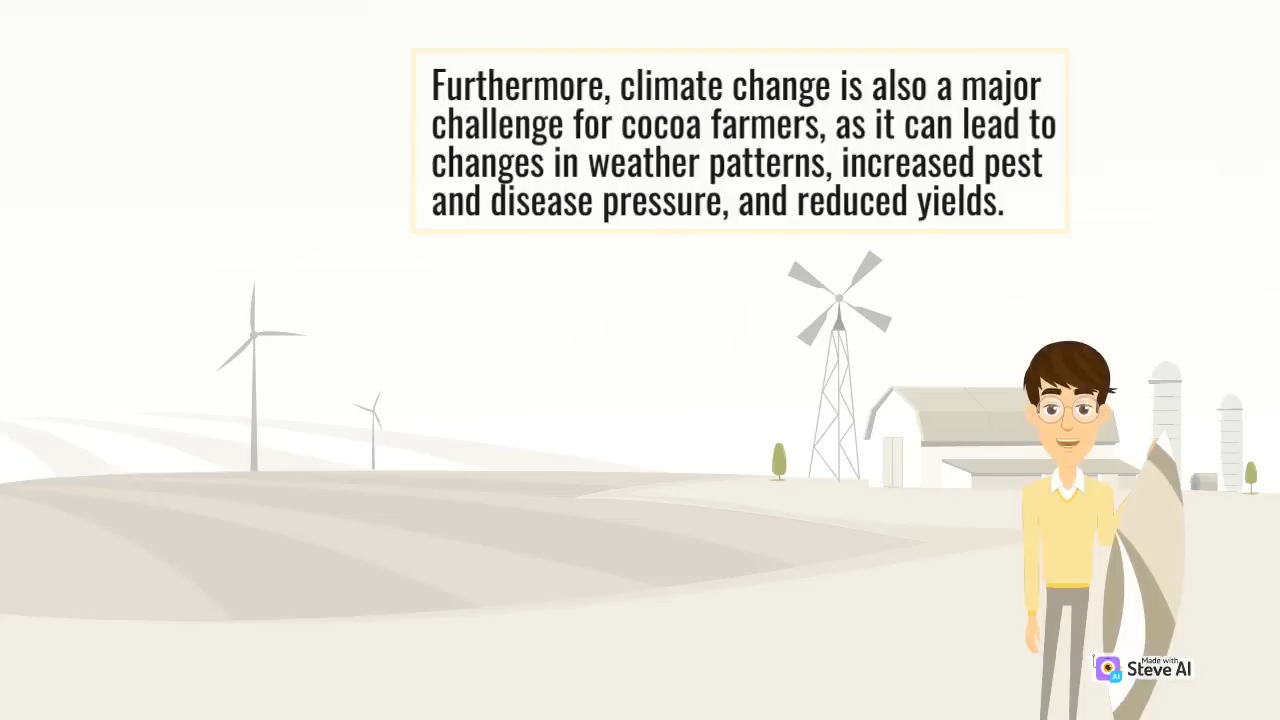 Furthermore, climate change is also a major
challenge for cocoa farmers, as it can lead to
changes in weather patterns, increased pest
and disease pressure, and reduced yields.
Made with
Steve AI
AI